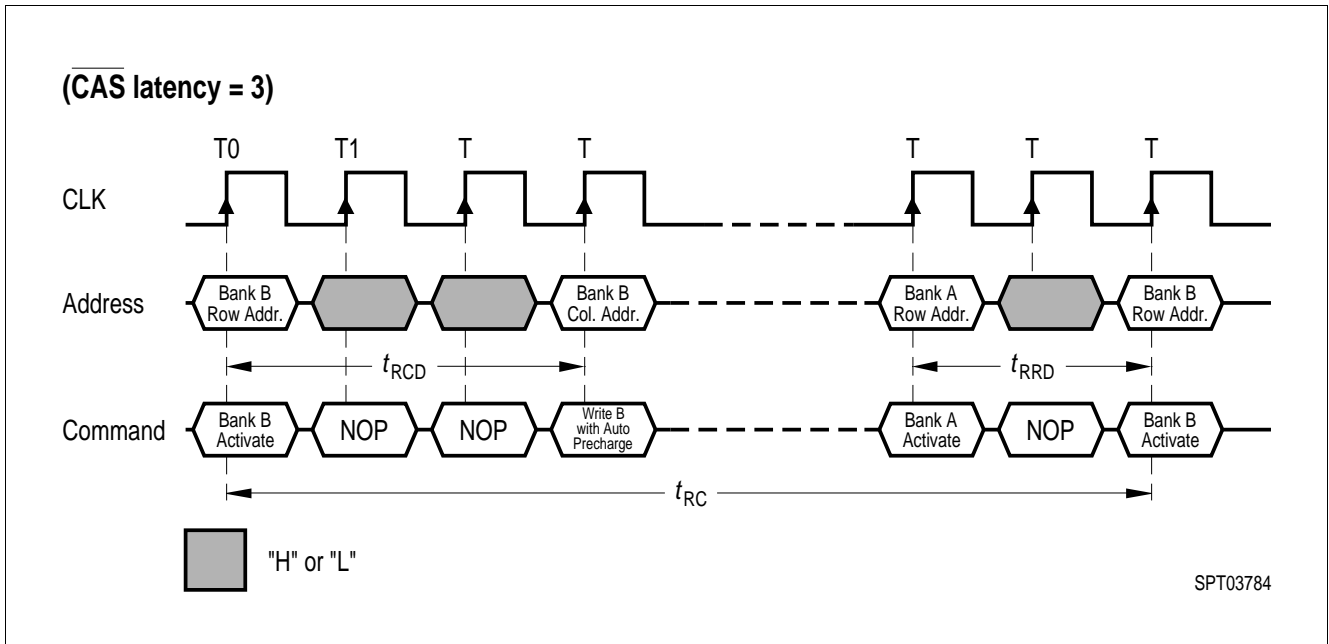 (CAS latency = 3)
T0 T1 T T T T T
CLK
Address
Bank B
Row Addr.
Bank B
Col. Addr.
Bank A
Row Addr.
Bank B
Row Addr.
tRCD
tRRD
Command
Bank B
Activate
NOP
NOP
Write B
with Auto
Precharge
Bank A
Activate
NOP
Bank B
Activate
tRC
"H" or "L"
SPT03784